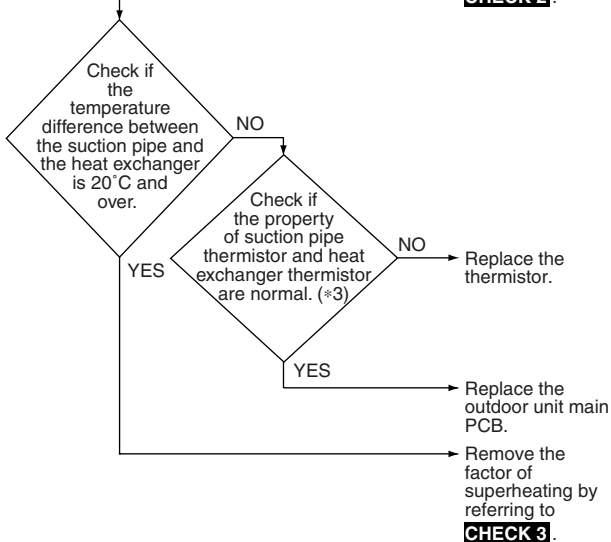 CHECK 2 .
Check if
the
temperature
difference between
the suction pipe and
the heat exchanger
is 20˚C and
over.
NO
YES
Check if
the property
of suction pipe
thermistor and heat
exchanger thermistor
are normal. (*3)
NO
Replace the
thermistor.
YES
Replace the
outdoor unit main
PCB.
Remove the
factor of
superheating by
referring to
CHECK 3 .